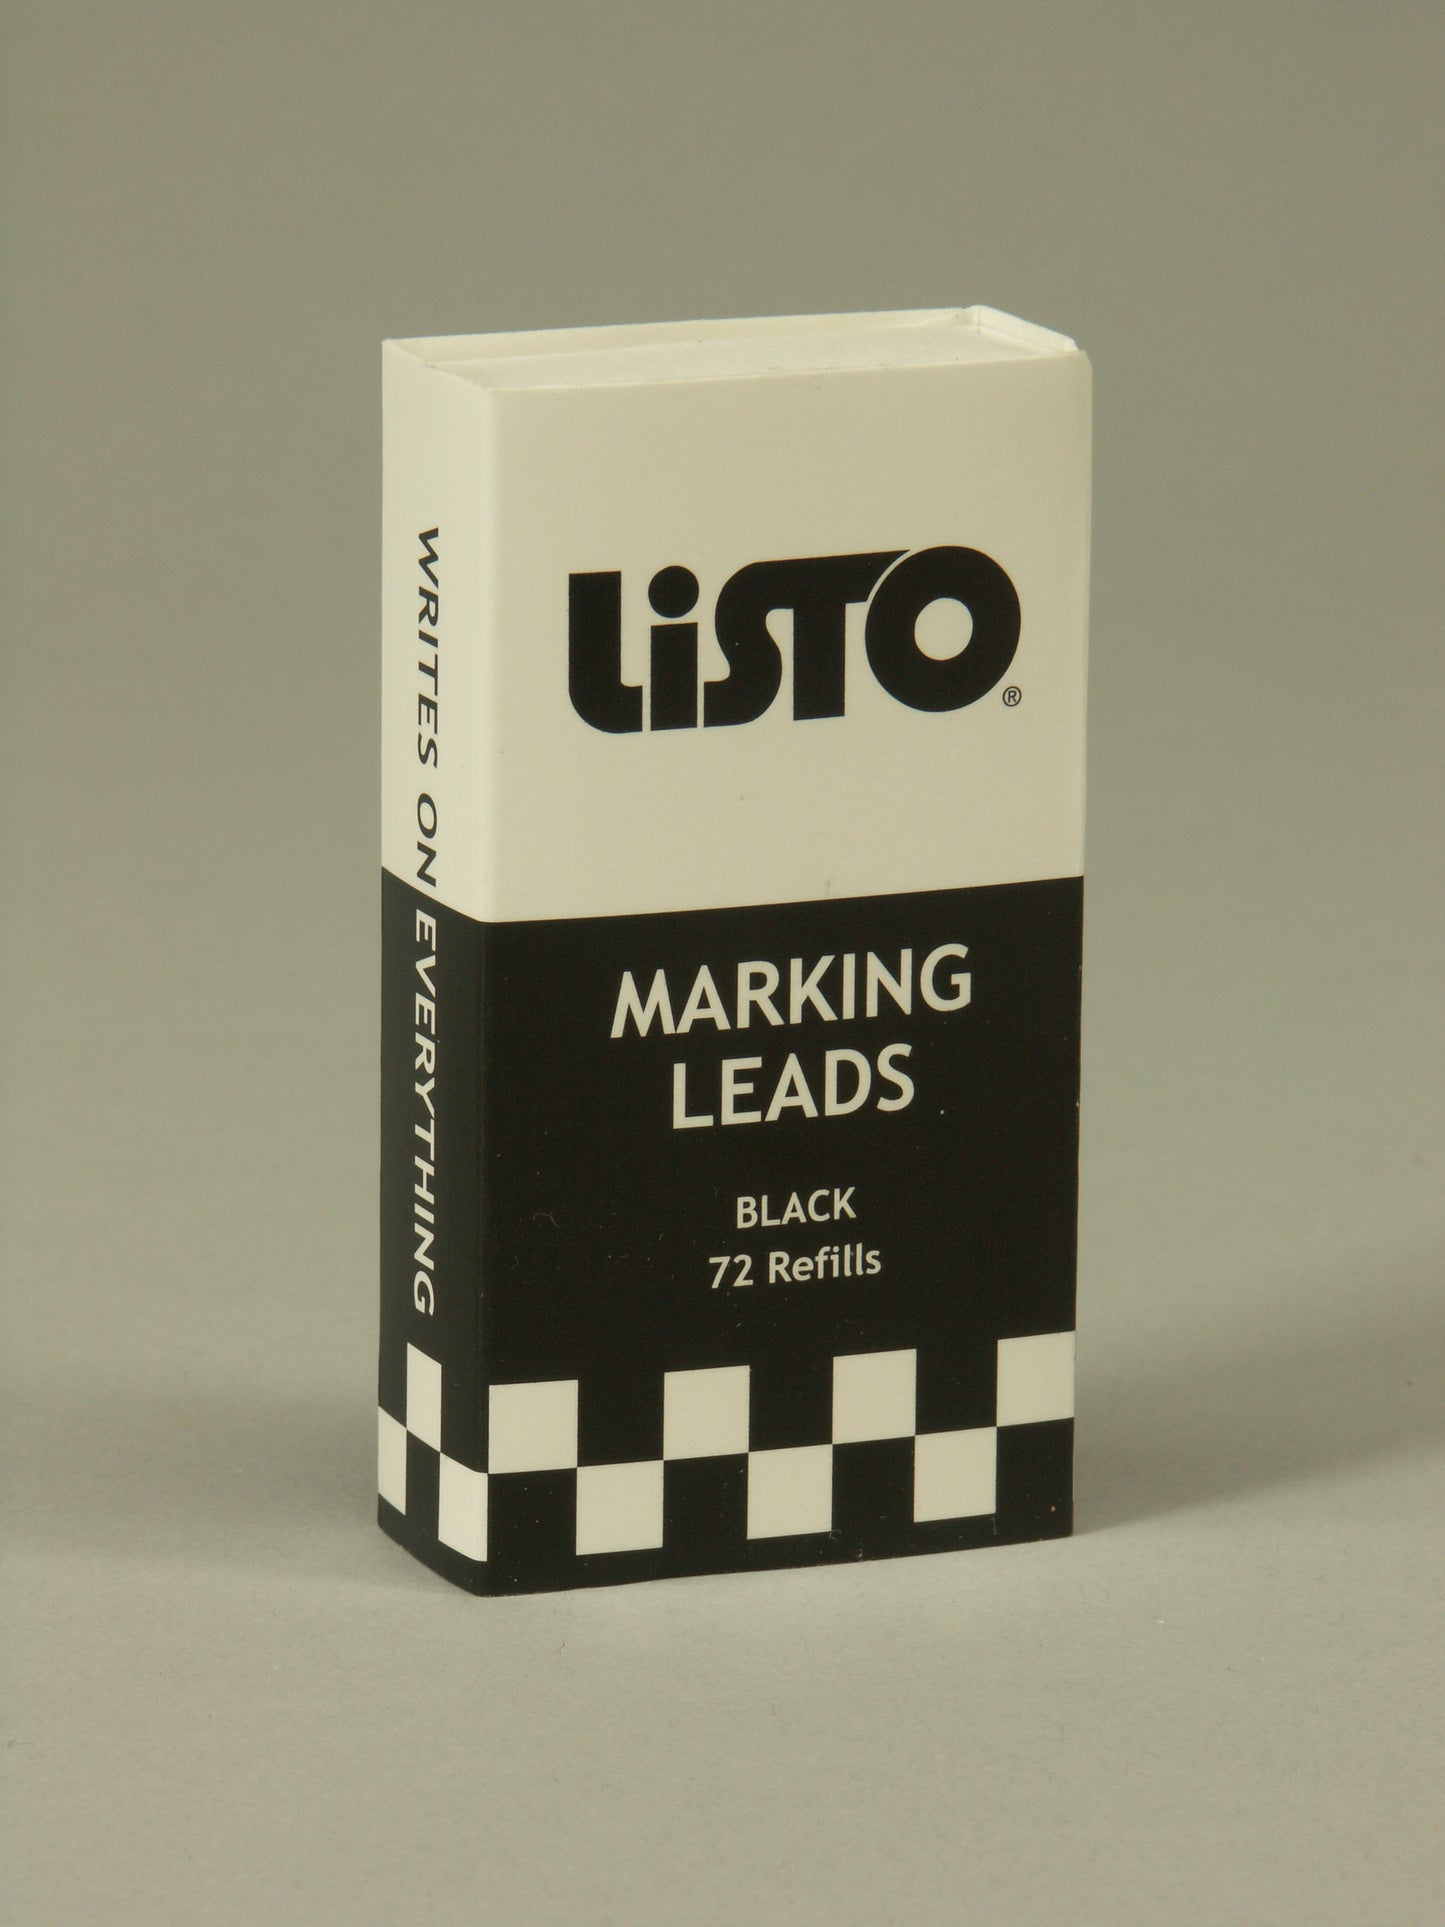 WRITES ON EVERYTHING
LiSTO®
MARKING
LEADS
BLACK
72 Refills